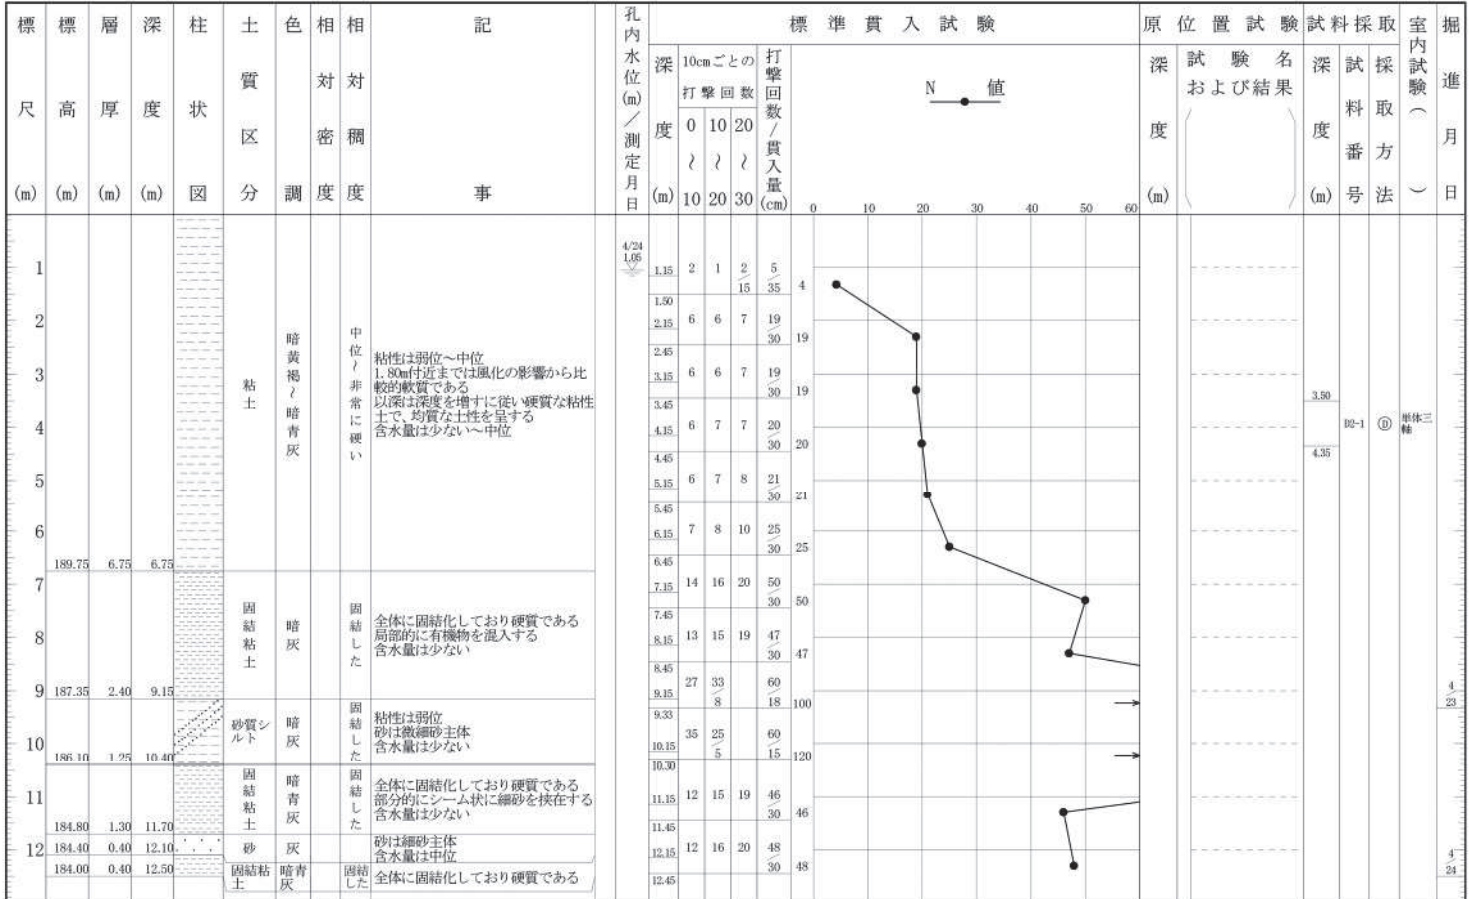 標尺(m) 標高(m) 層厚(m) 深度(m) 柱状図 土質区分 色調 相対密度 相対稠度 記事 孔内水位(m)/測定月日 標準貫入試験 原位置試験 試料採取 室内試験( ) 掘進月日
深度(m) 10cmごとの打撃回数 打撃回数/貫入量(cm) N 値 深度(m) 試験名および結果 深度(m) 試料番号 採取方法
0〜10 10〜20 20〜30
0 10 20 30 40 50 60
4/24
1.05
1
1.15 2 1 2/15 5/35 4
1.50
2
2.15 6 6 7 19/30 19
2.45
3
3.15 6 6 7 19/30 19
3.45
4
4.15 6 7 7 20/30 20
4.45
5
5.15 6 7 8 21/30 21
5.45
6
6.15 7 8 10 25/30 25
6.45
7
7.15 14 16 20 50/30 50
7.45
8
8.15 13 15 19 47/30 47
8.45
9
9.15 27 33/8 60/18 100
9.33
10
10.15 35 25/5 60/15 120
10.30
11
11.15 12 15 19 46/30 46
11.45
12
12.15 12 16 20 48/30 48
12.45
189.75 6.75 6.75
粘土
暗黄褐〜暗青灰
中位〜非常に硬い
粘性は弱位〜中位
1.80m付近までは風化の影響から比
較的軟質である
以深は深度を増すに従い硬質な粘性
土で、均質な土性を呈する
含水量は少ない〜中位
187.35 2.40 9.15
固結粘土
暗灰
固結した
全体に固結化しており硬質である
局部的に有機物を混入する
含水量は少ない
186.10 1.25 10.40
砂質シ
ルト
暗灰
固結した
粘性は弱位
砂は微細砂主体
含水量は少ない
184.80 1.30 11.70
固結粘土
暗青灰
固結した
全体に固結化しており硬質である
部分的にシーム状に細砂を挟在する
含水量は少ない
184.40 0.40 12.10
砂
灰
砂は細砂主体
含水量は中位
184.00 0.40 12.50
固結粘
土
暗青
灰
固結
した
全体に固結化しており硬質である
3.50
D2-1 Ⓓ 単体三
軸
4.35
4/23
4/24